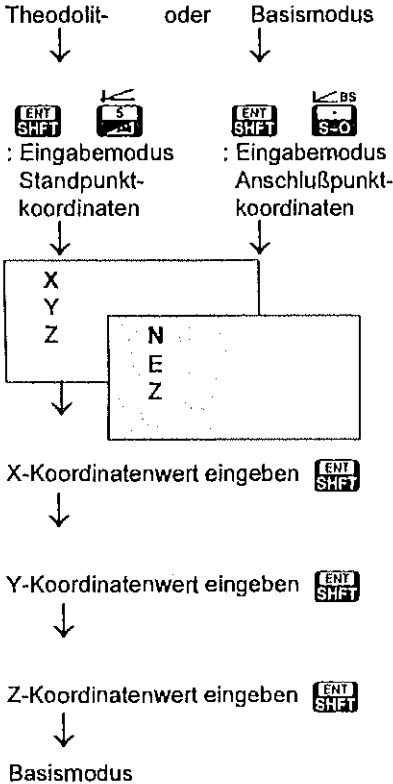 Theodolit- oder Basismodus
ENT SHFT S
ENT SHFT BS . S-O
: Eingabemodus Standpunkt-
koordinaten
: Eingabemodus
Anschlußpunkt-
koordinaten
X
Y
Z
N
E
Z
X-Koordinatenwert eingeben ENT SHFT
Y-Koordinatenwert eingeben ENT SHFT
Z-Koordinatenwert eingeben ENT SHFT
Basismodus